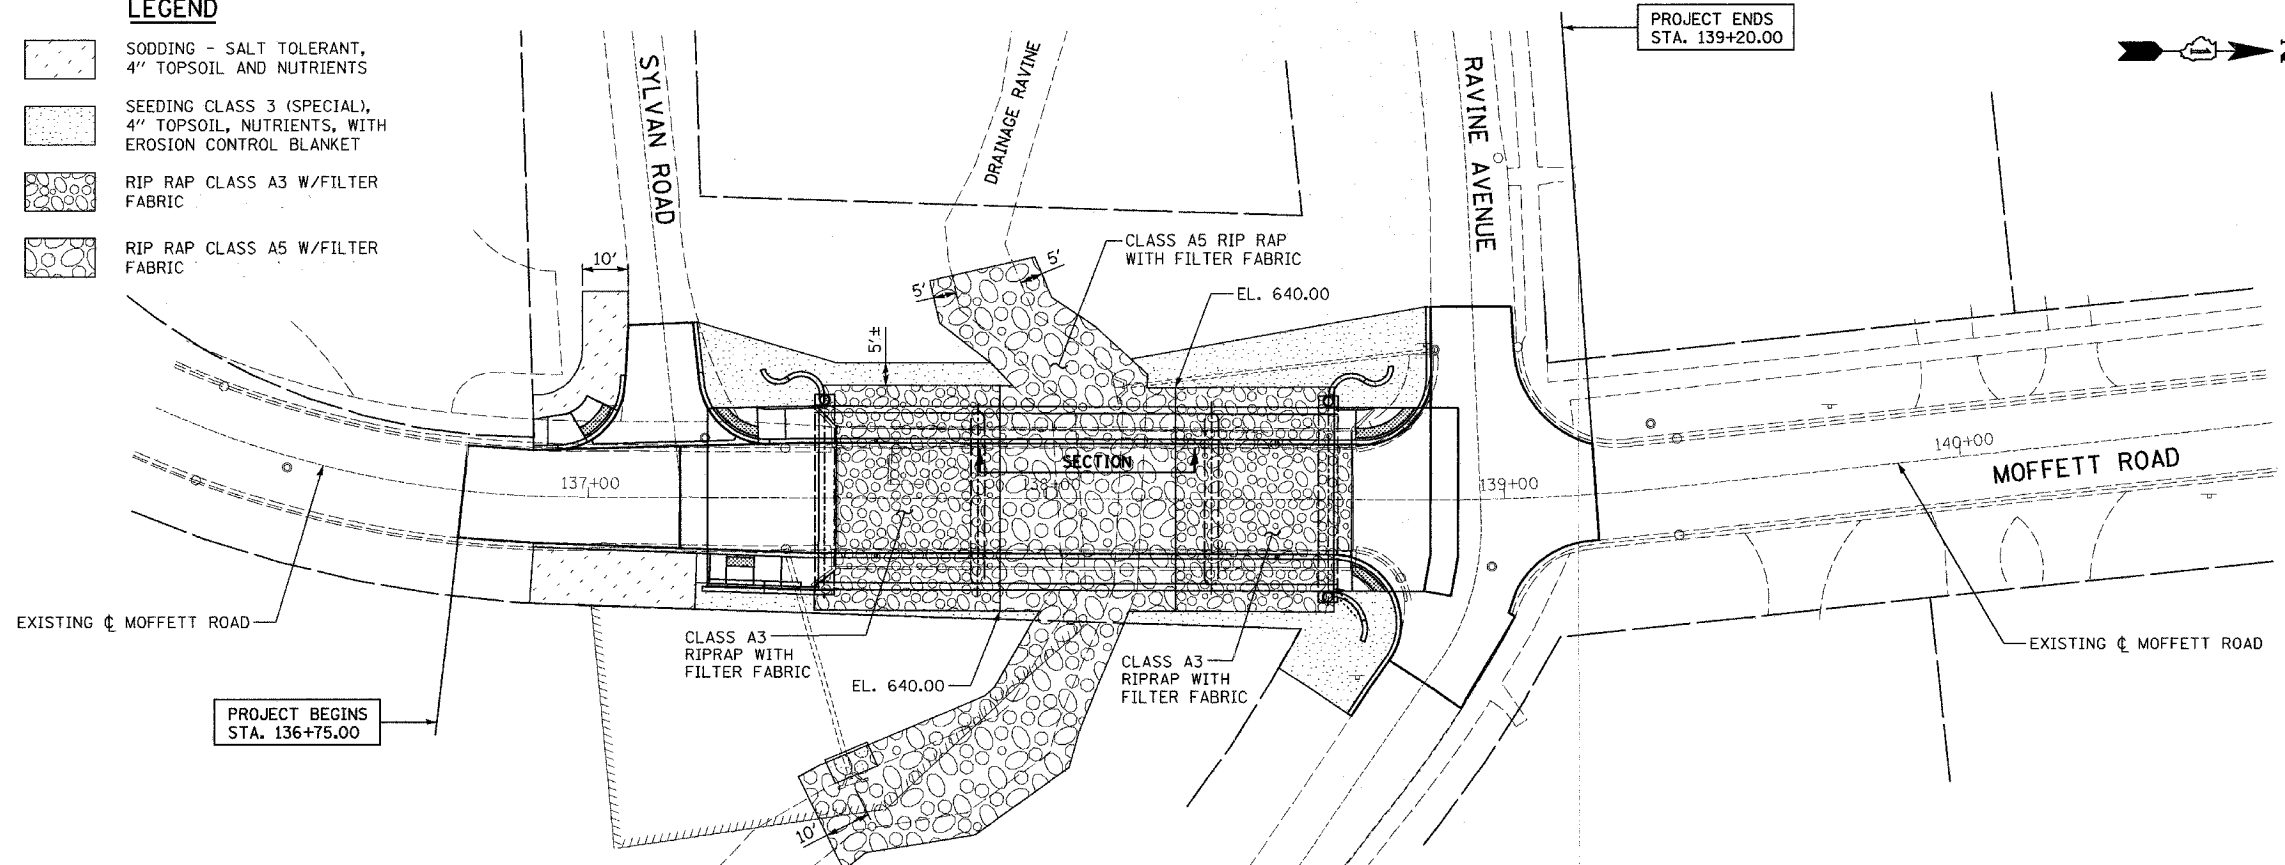 LEGEND
SODDING - SALT TOLERANT,
4" TOPSOIL AND NUTRIENTS
SEEDING CLASS 3 (SPECIAL),
4" TOPSOIL, NUTRIENTS, WITH
EROSION CONTROL BLANKET
RIP RAP CLASS A3 W/FILTER
FABRIC
RIP RAP CLASS A5 W/FILTER
FABRIC
SYLVAN ROAD
DRAINAGE RAVINE
RAVINE AVENUE
PROJECT ENDS
STA. 139+20.00
10'
5'
5'
CLASS A5 RIP RAP
WITH FILTER FABRIC
EL. 640.00
5'±
SECTION
137+00
138+00
139+00
140+00
MOFFETT ROAD
EXISTING ℄ MOFFETT ROAD
CLASS A3
RIPRAP WITH
FILTER FABRIC
EL. 640.00
CLASS A3
RIPRAP WITH
FILTER FABRIC
EXISTING ℄ MOFFETT ROAD
PROJECT BEGINS
STA. 136+75.00
10'